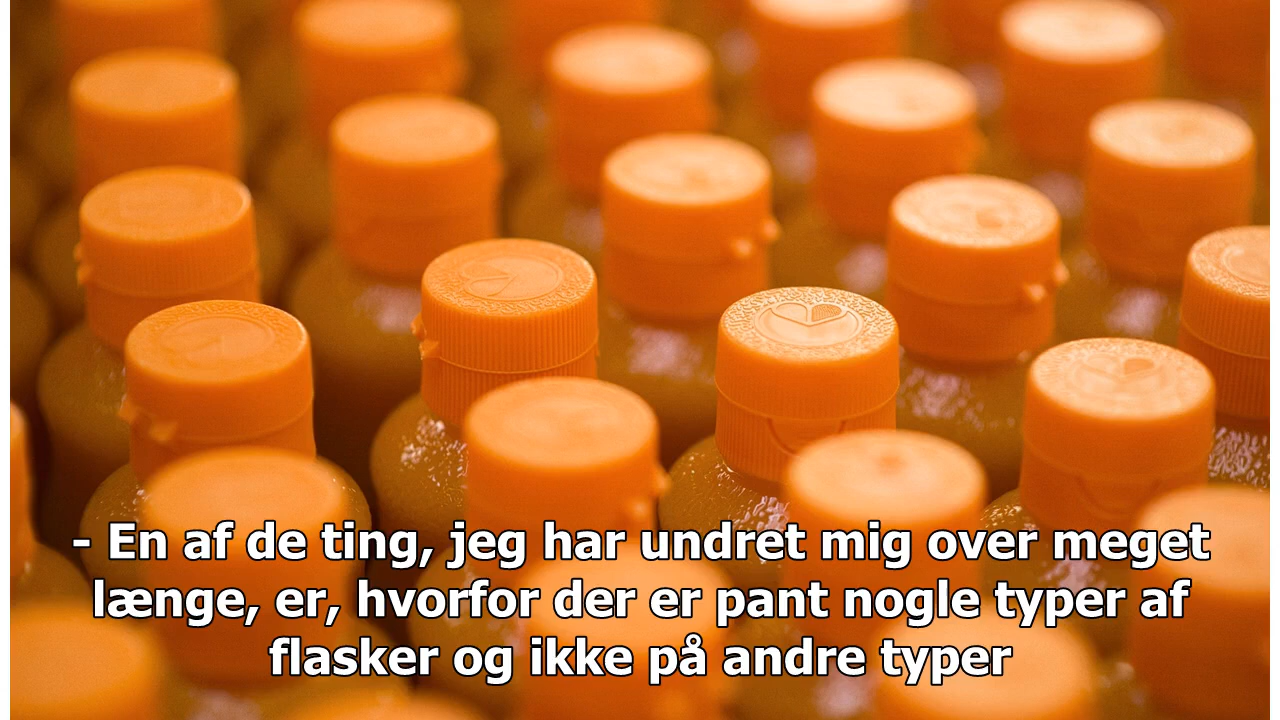 - En af de ting, jeg har undret mig over meget
længe, er, hvorfor der er pant nogle typer af
flasker og ikke på andre typer